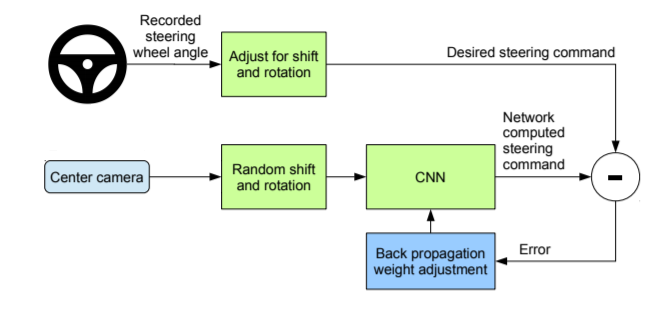 Recorded
steering
wheel angle
Adjust for shift
and rotation
Desired steering command
Network
computed
steering
command
Center camera
Random shift
and rotation
CNN
-
Back propagation
weight adjustment
Error